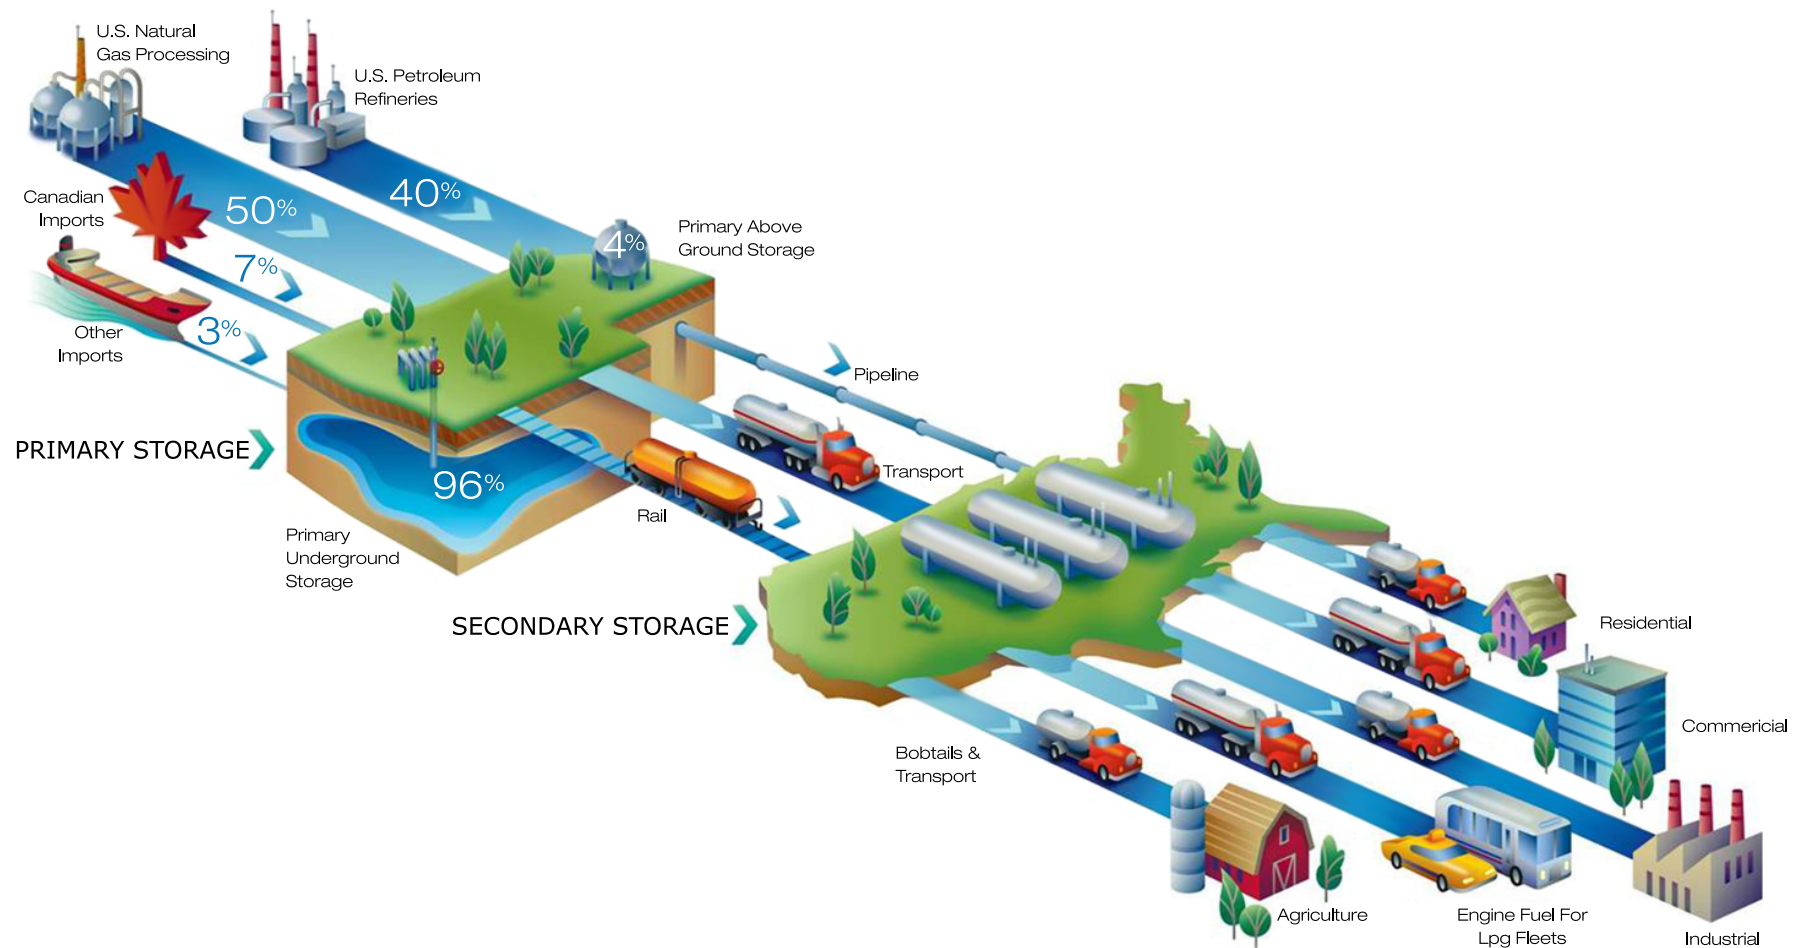 U.S. Natural
Gas Processing
U.S. Petroleum
Refineries
Canadian
Imports
50%
40%
7%
Other
Imports
3%
4%
Primary Above
Ground Storage
Pipeline
PRIMARY STORAGE
96%
Primary
Underground
Storage
Rail
Transport
SECONDARY STORAGE
Bobtails &
Transport
Residential
Commericial
Agriculture
Engine Fuel For
Lpg Fleets
Industrial